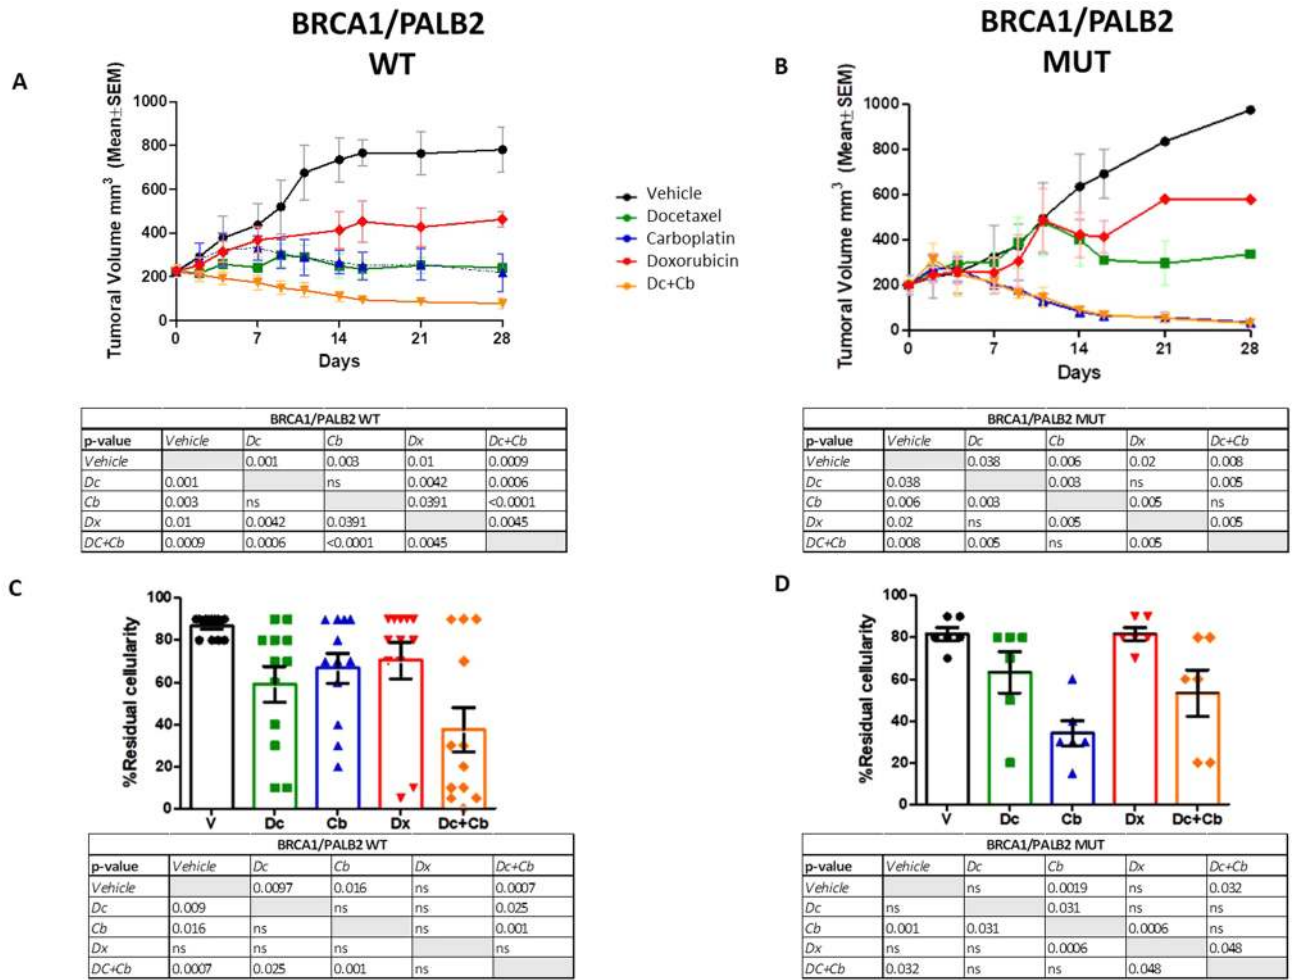 BRCA1/PALB2
WT
BRCA1/PALB2
MUT
A
Tumoral Volume mm³ (Mean±SEM)
1000
800
600
400
200
0
0 7 14 21 28
Days
Vehicle
Docetaxel
Carboplatin
Doxorubicin
Dc+Cb
B
Tumoral Volume mm³ (Mean±SEM)
1000
800
600
400
200
0
0 7 14 21 28
Days
BRCA1/PALB2 WT
p-value Vehicle Dc Cb Dx Dc+Cb
Vehicle 0.001 0.003 0.01 0.0009
Dc 0.001 ns 0.0042 0.0006
Cb 0.003 ns 0.0391 <0.0001
Dx 0.01 0.0042 0.0391 0.0045
DC+Cb 0.0009 0.0006 <0.0001 0.0045
BRCA1/PALB2 MUT
p-value Vehicle Dc Cb Dx Dc+Cb
Vehicle 0.038 0.006 0.02 0.008
Dc 0.038 0.003 ns 0.005
Cb 0.006 0.003 0.005 ns
Dx 0.02 ns 0.005 0.005
DC+Cb 0.008 0.005 ns 0.005
C
%Residual cellularity
100
80
60
40
20
0
V Dc Cb Dx Dc+Cb
D
%Residual cellularity
100
80
60
40
20
0
V Dc Cb Dx Dc+Cb
BRCA1/PALB2 WT
p-value Vehicle Dc Cb Dx Dc+Cb
Vehicle 0.0097 0.016 ns 0.0007
Dc 0.009 ns ns 0.025
Cb 0.016 ns ns 0.001
Dx ns ns ns ns
DC+Cb 0.0007 0.025 0.001 ns
BRCA1/PALB2 MUT
p-value Vehicle Dc Cb Dx Dc+Cb
Vehicle ns 0.0019 ns 0.032
Dc ns 0.031 ns ns
Cb 0.001 0.031 0.0006 ns
Dx ns ns 0.0006 0.048
DC+Cb 0.032 ns ns 0.048